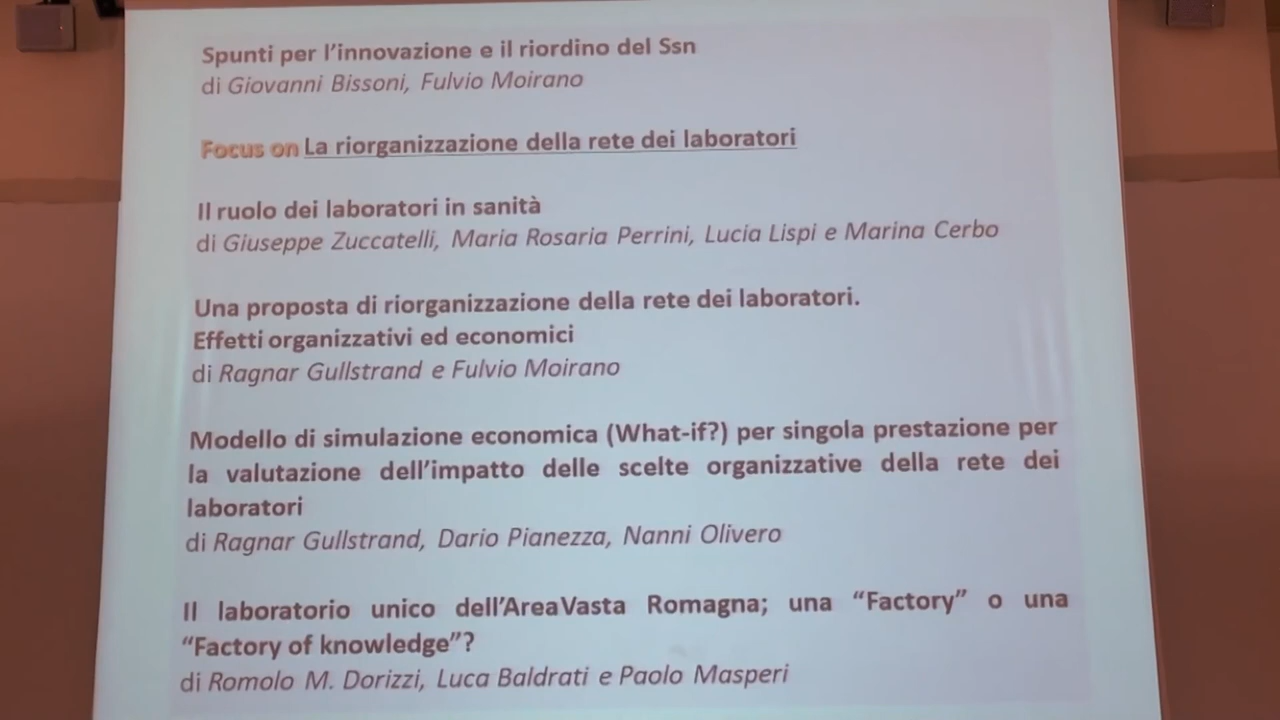 Spunti per l'innovazione e il riordino del Ssn
di Giovanni Bissoni, Fulvio Moirano
Focus on La riorganizzazione della rete dei laboratori
Il ruolo dei laboratori in sanità
di Giuseppe Zuccatelli, Maria Rosaria Perrini, Lucia Lispi e Marina Cerbo
Una proposta di riorganizzazione della rete dei laboratori.
Effetti organizzativi ed economici
di Ragnar Gullstrand e Fulvio Moirano
Modello di simulazione economica (What-if?) per singola prestazione per
la valutazione dell'impatto delle scelte organizzative della rete dei
laboratori
di Ragnar Gullstrand, Dario Pianezza, Nanni Olivero
Il laboratorio unico dell'Area Vasta Romagna; una “Factory” o una
“Factory of knowledge”?
di Romolo M. Dorizzi, Luca Baldrati e Paolo Masperi